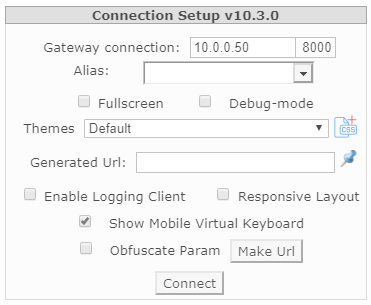 Connection Setup v10.3.0
Gateway connection: 10.0.0.50 8000
Alias:
Fullscreen Debug-mode
Themes Default CSS
Generated Url:
Enable Logging Client Responsive Layout
Show Mobile Virtual Keyboard
Obfuscate Param Make Url
Connect